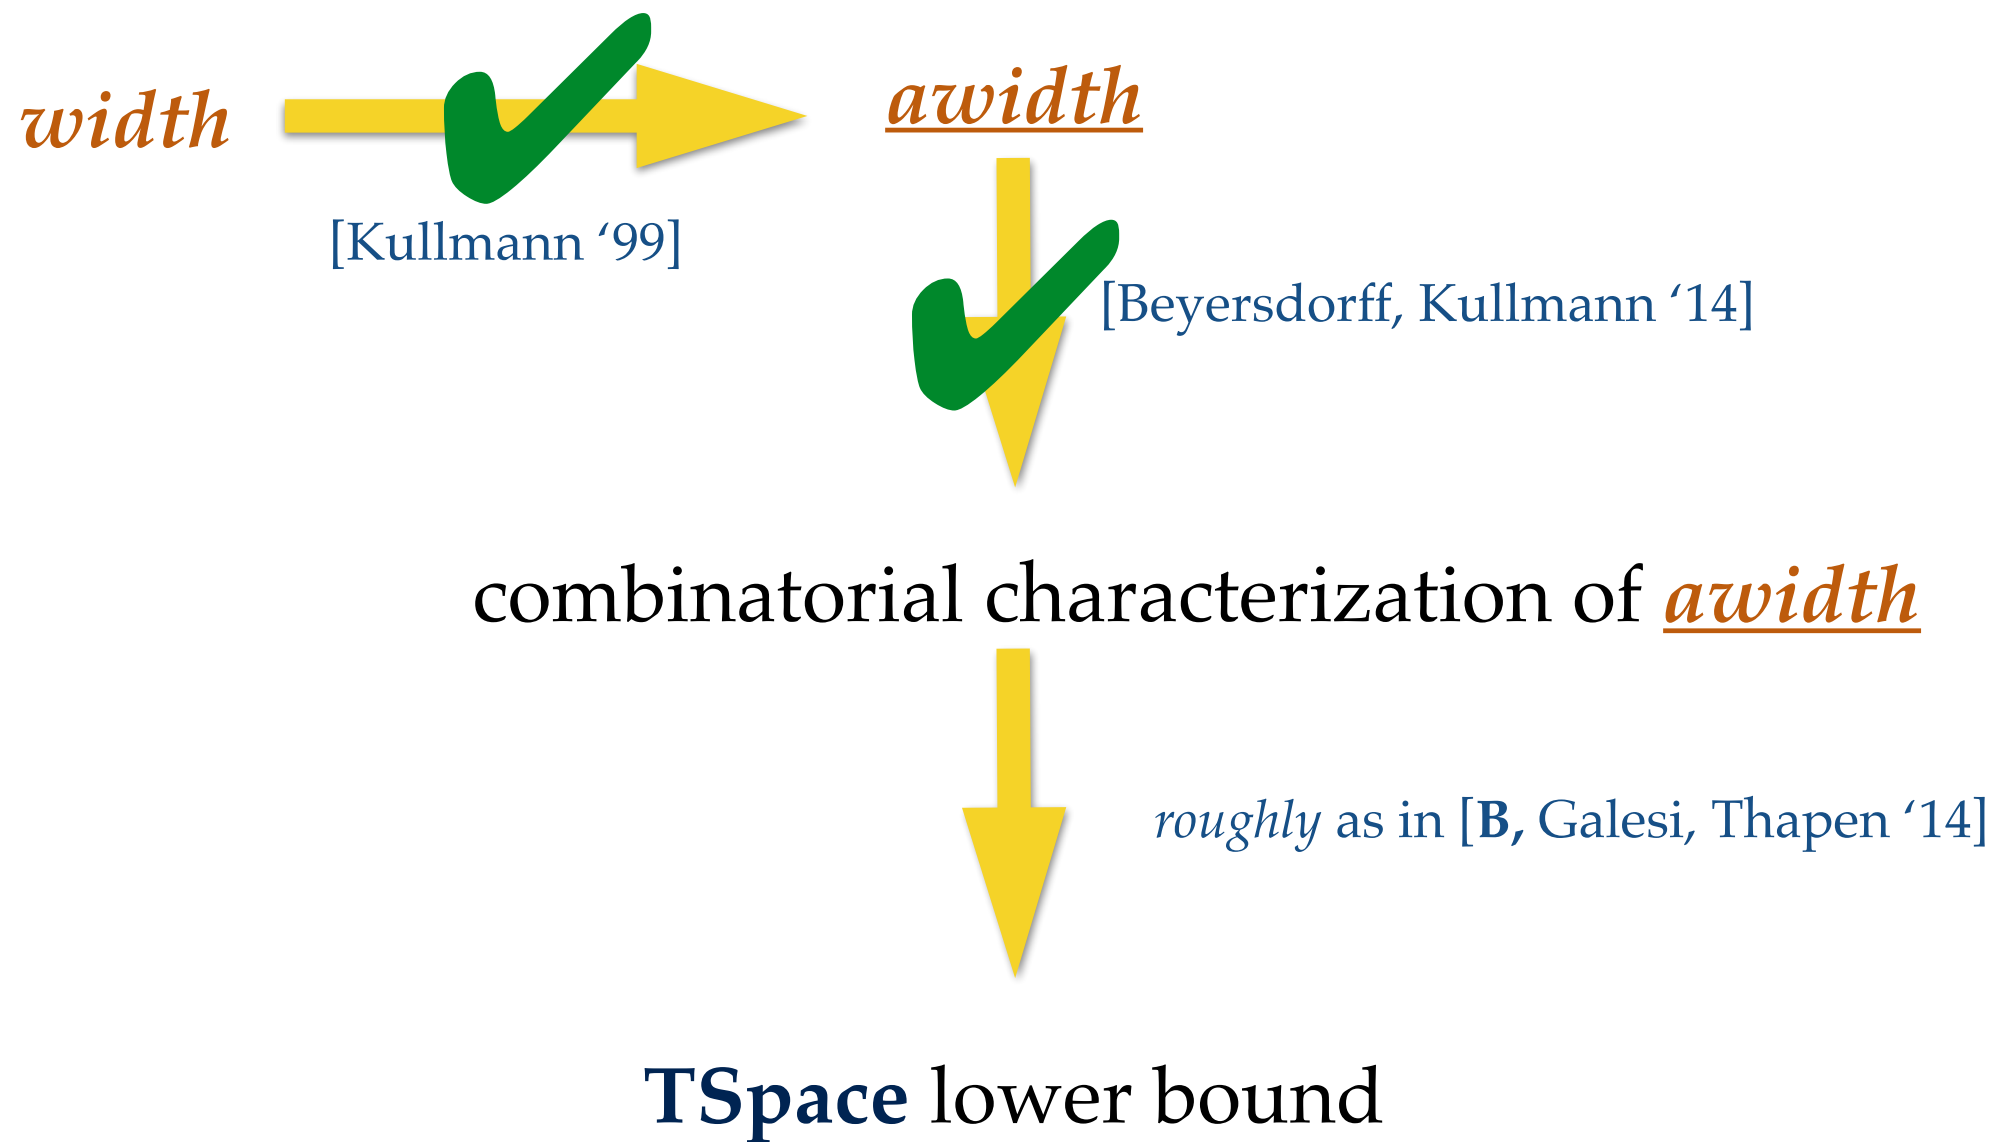 width
awidth
[Kullmann ‘99]
[Beyersdorff, Kullmann ‘14]
combinatorial characterization of awidth
roughly as in [B, Galesi, Thapen ‘14]
TSpace lower bound